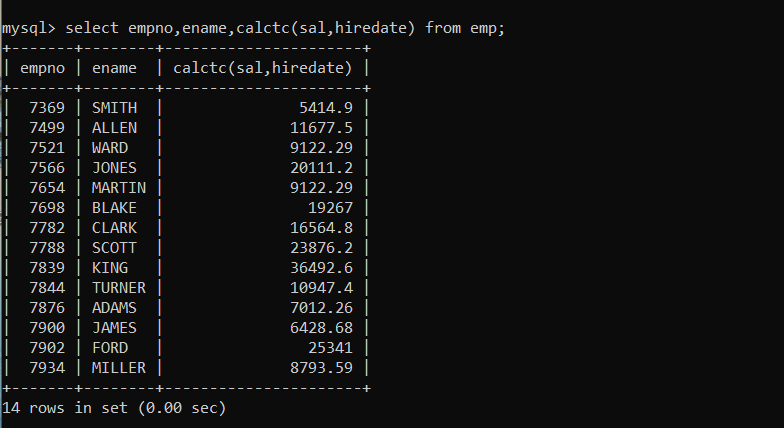 mysql> select empno,ename,calctc(sal,hiredate) from emp;
+-------+--------+----------------------+
| empno | ename  | calctc(sal,hiredate) |
+-------+--------+----------------------+
|  7369 | SMITH  |               5414.9 |
|  7499 | ALLEN  |              11677.5 |
|  7521 | WARD   |              9122.29 |
|  7566 | JONES  |              20111.2 |
|  7654 | MARTIN |              9122.29 |
|  7698 | BLAKE  |                19267 |
|  7782 | CLARK  |              16564.8 |
|  7788 | SCOTT  |              23876.2 |
|  7839 | KING   |              36492.6 |
|  7844 | TURNER |              10947.4 |
|  7876 | ADAMS  |              7012.26 |
|  7900 | JAMES  |              6428.68 |
|  7902 | FORD   |                25341 |
|  7934 | MILLER |              8793.59 |
+-------+--------+----------------------+
14 rows in set (0.00 sec)